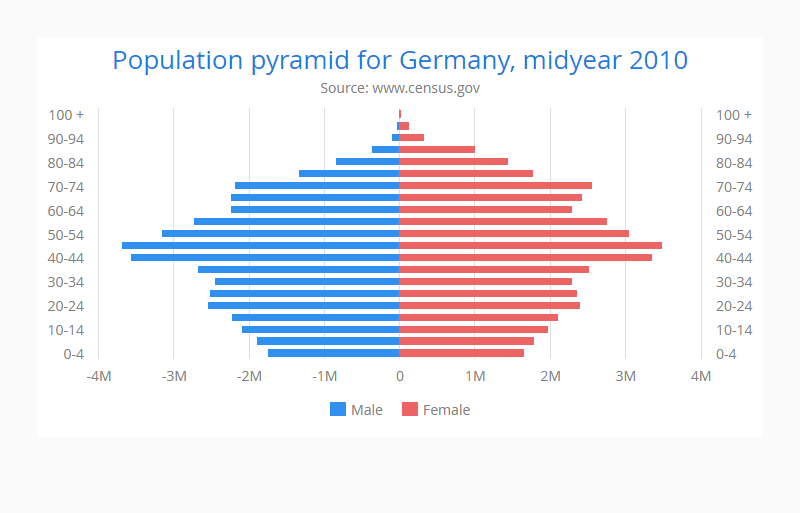 Population pyramid for Germany, midyear 2010
Source: www.census.gov
100 + 100 +
90-94 90-94
80-84 80-84
70-74 70-74
60-64 60-64
50-54 50-54
40-44 40-44
30-34 30-34
20-24 20-24
10-14 10-14
0-4 0-4
-4M -3M -2M -1M 0 1M 2M 3M 4M
Male Female